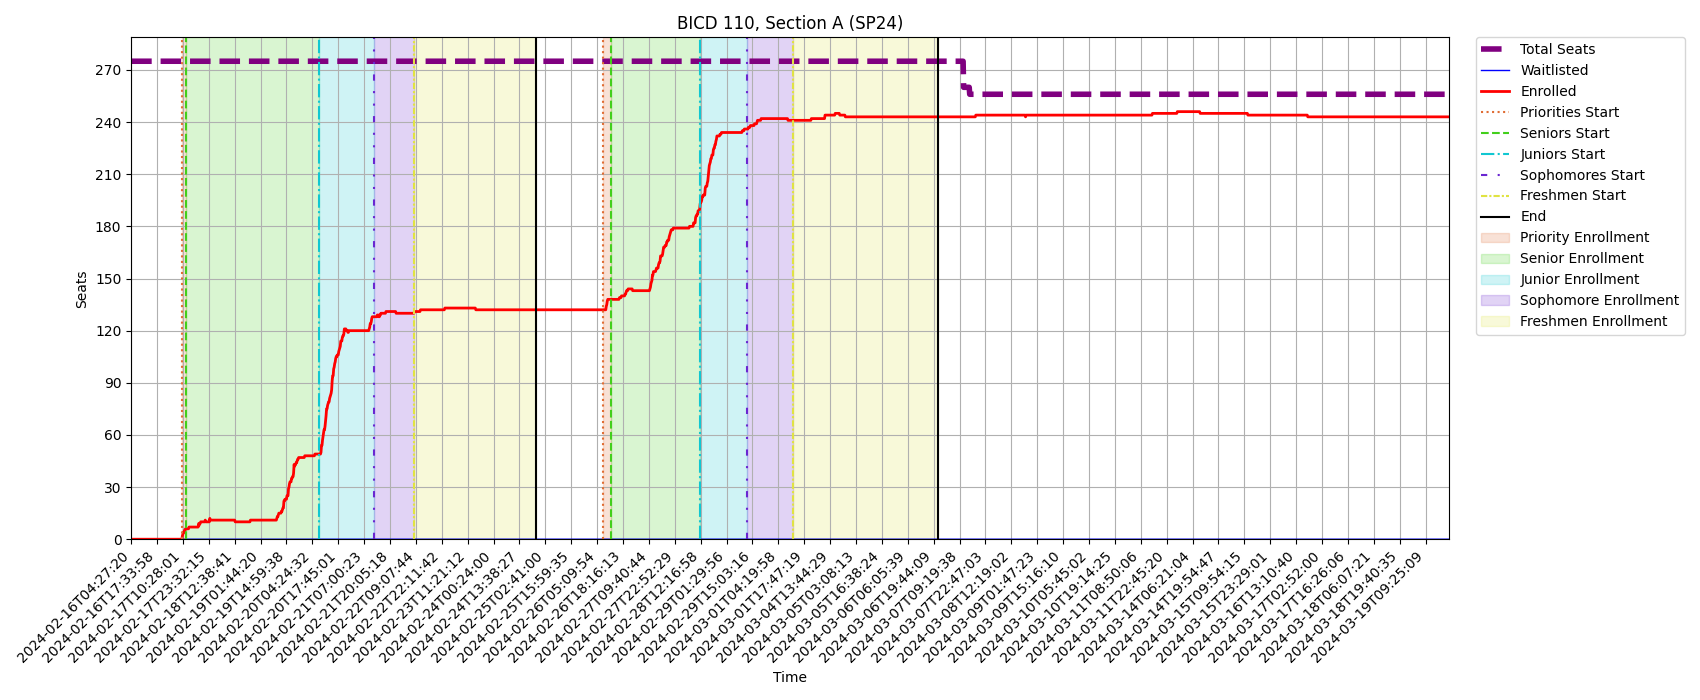 BICD 110, Section A (SP24)
Seats
270
240
210
180
150
120
90
60
30
0
2024-02-16T04:27:20
2024-02-16T17:33:58
2024-02-17T10:28:01
2024-02-17T23:32:15
2024-02-18T12:38:41
2024-02-19T01:44:20
2024-02-19T14:59:38
2024-02-20T04:24:32
2024-02-20T17:45:01
2024-02-21T07:00:23
2024-02-21T20:05:18
2024-02-22T09:07:44
2024-02-22T22:11:42
2024-02-23T11:21:12
2024-02-24T00:24:00
2024-02-24T13:38:27
2024-02-25T02:41:00
2024-02-25T15:59:35
2024-02-26T05:09:54
2024-02-26T18:16:13
2024-02-27T09:40:44
2024-02-27T22:52:29
2024-02-28T12:16:58
2024-02-29T01:29:56
2024-02-29T15:03:16
2024-03-01T04:19:58
2024-03-01T17:47:19
2024-03-04T13:44:29
2024-03-05T03:08:13
2024-03-05T16:38:24
2024-03-06T06:05:39
2024-03-06T19:44:09
2024-03-07T09:19:38
2024-03-07T22:47:03
2024-03-08T12:19:02
2024-03-09T01:47:23
2024-03-09T15:16:10
2024-03-10T05:45:02
2024-03-10T19:14:25
2024-03-11T08:50:06
2024-03-11T22:45:20
2024-03-14T06:21:04
2024-03-14T19:54:47
2024-03-15T09:54:15
2024-03-15T23:29:01
2024-03-16T13:10:40
2024-03-17T02:52:00
2024-03-17T16:26:06
2024-03-18T06:07:21
2024-03-18T19:40:35
2024-03-19T09:25:09
Time
Total Seats
Waitlisted
Enrolled
Priorities Start
Seniors Start
Juniors Start
Sophomores Start
Freshmen Start
End
Priority Enrollment
Senior Enrollment
Junior Enrollment
Sophomore Enrollment
Freshmen Enrollment